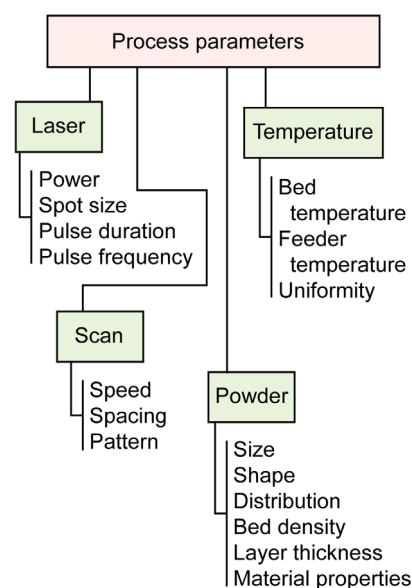 Process parameters
Laser
Power
Spot size
Pulse duration
Pulse frequency
Temperature
Bed
temperature
Feeder
temperature
Uniformity
Scan
Speed
Spacing
Pattern
Powder
Size
Shape
Distribution
Bed density
Layer thickness
Material properties